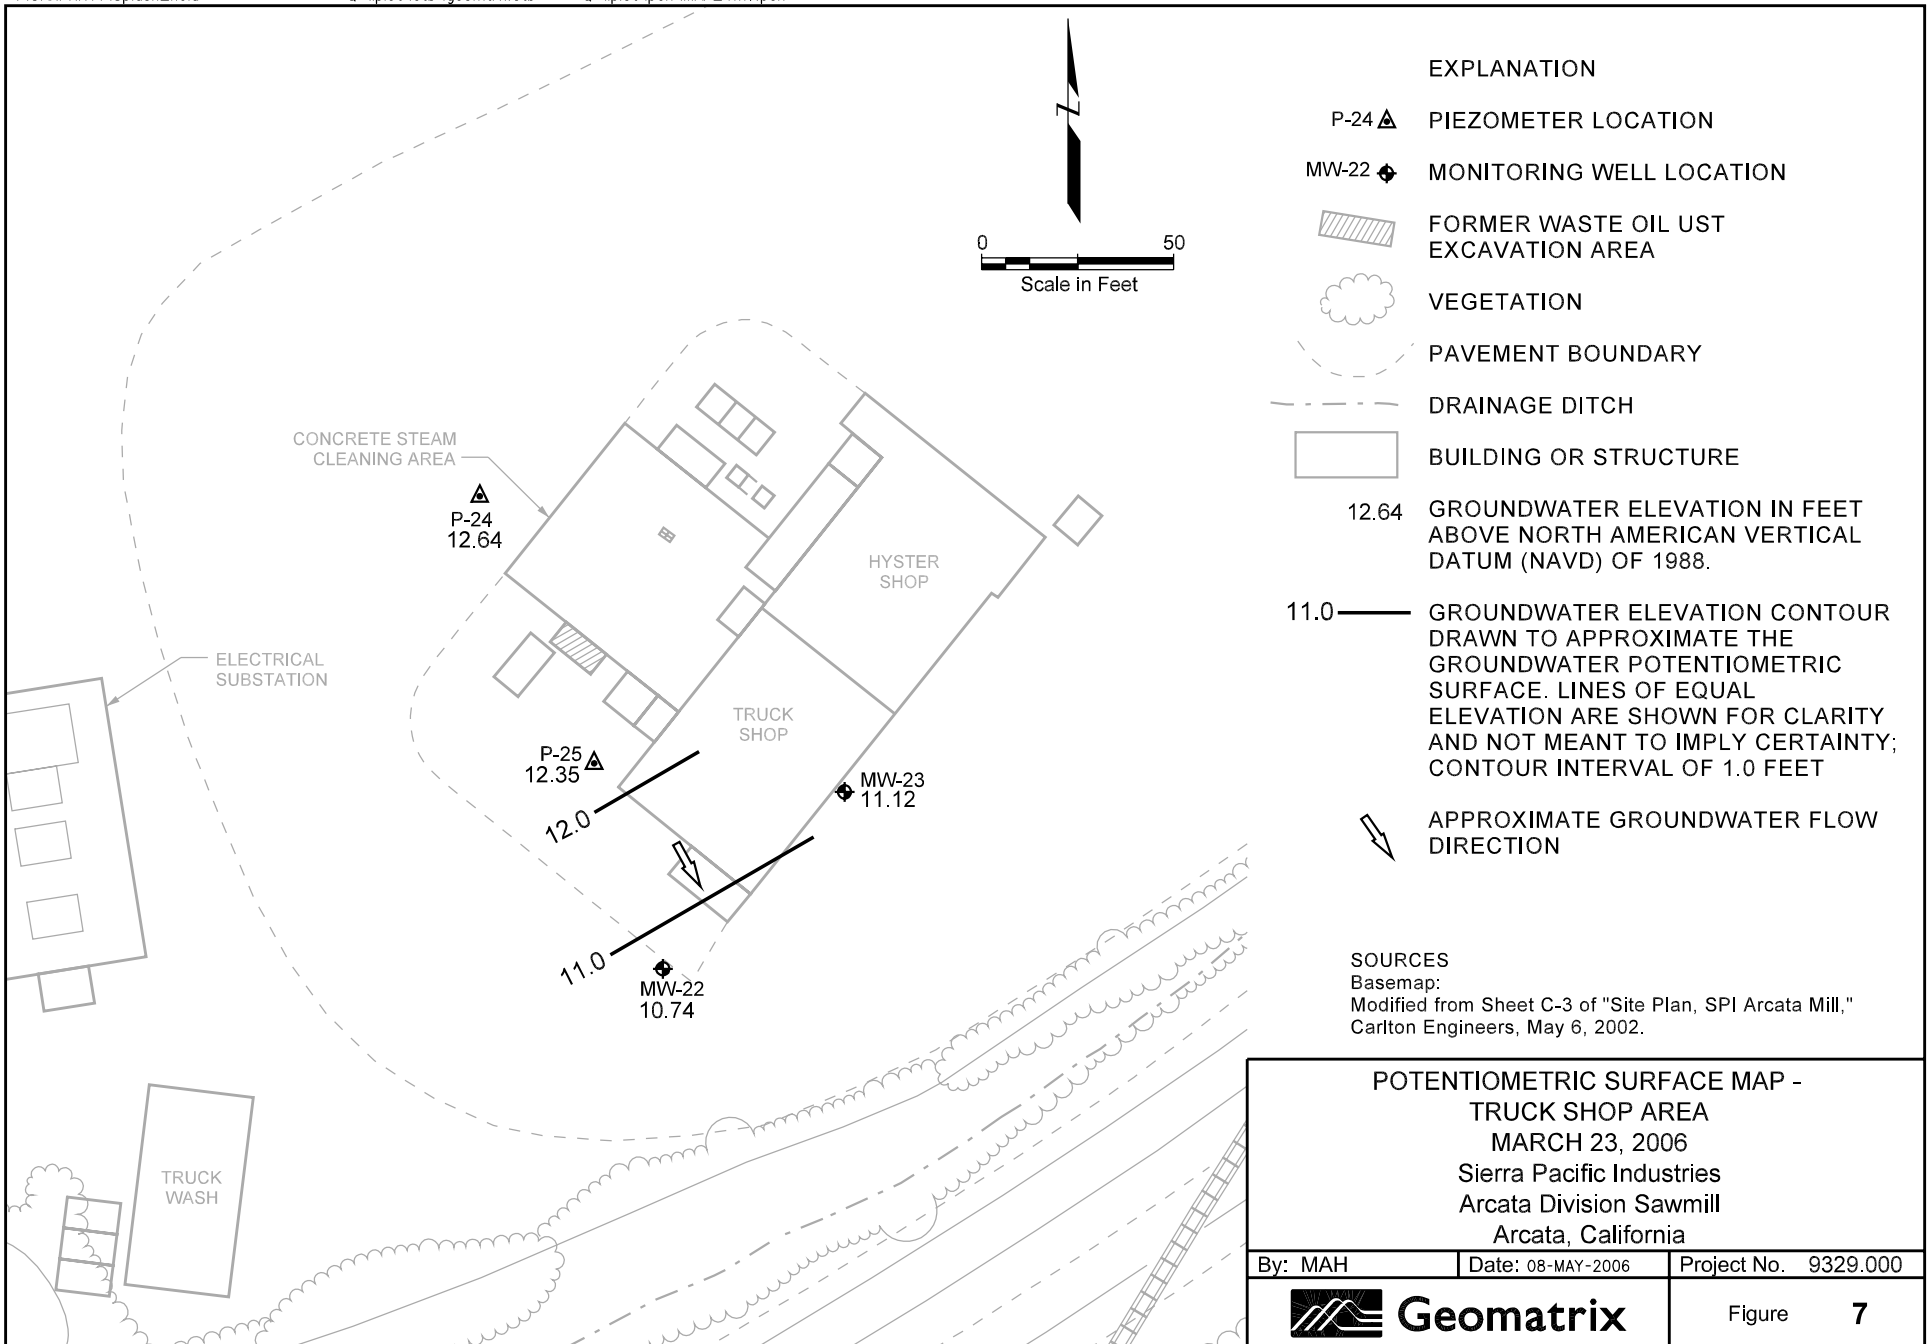 0 50
Scale in Feet
CONCRETE STEAM
CLEANING AREA
P-24
12.64
HYSTER
SHOP
ELECTRICAL
SUBSTATION
TRUCK
SHOP
P-25
12.35
MW-23
11.12
12.0
11.0
MW-22
10.74
TRUCK
WASH
EXPLANATION
P-24 PIEZOMETER LOCATION
MW-22 MONITORING WELL LOCATION
FORMER WASTE OIL UST
EXCAVATION AREA
VEGETATION
PAVEMENT BOUNDARY
DRAINAGE DITCH
BUILDING OR STRUCTURE
12.64 GROUNDWATER ELEVATION IN FEET
ABOVE NORTH AMERICAN VERTICAL
DATUM (NAVD) OF 1988.
11.0 GROUNDWATER ELEVATION CONTOUR
DRAWN TO APPROXIMATE THE
GROUNDWATER POTENTIOMETRIC
SURFACE. LINES OF EQUAL
ELEVATION ARE SHOWN FOR CLARITY
AND NOT MEANT TO IMPLY CERTAINTY;
CONTOUR INTERVAL OF 1.0 FEET
APPROXIMATE GROUNDWATER FLOW
DIRECTION
SOURCES
Basemap:
Modified from Sheet C-3 of "Site Plan, SPI Arcata Mill,"
Carlton Engineers, May 6, 2002.
POTENTIOMETRIC SURFACE MAP -
TRUCK SHOP AREA
MARCH 23, 2006
Sierra Pacific Industries
Arcata Division Sawmill
Arcata, California
By: MAH Date: 08-MAY-2006 Project No. 9329.000
Geomatrix Figure 7